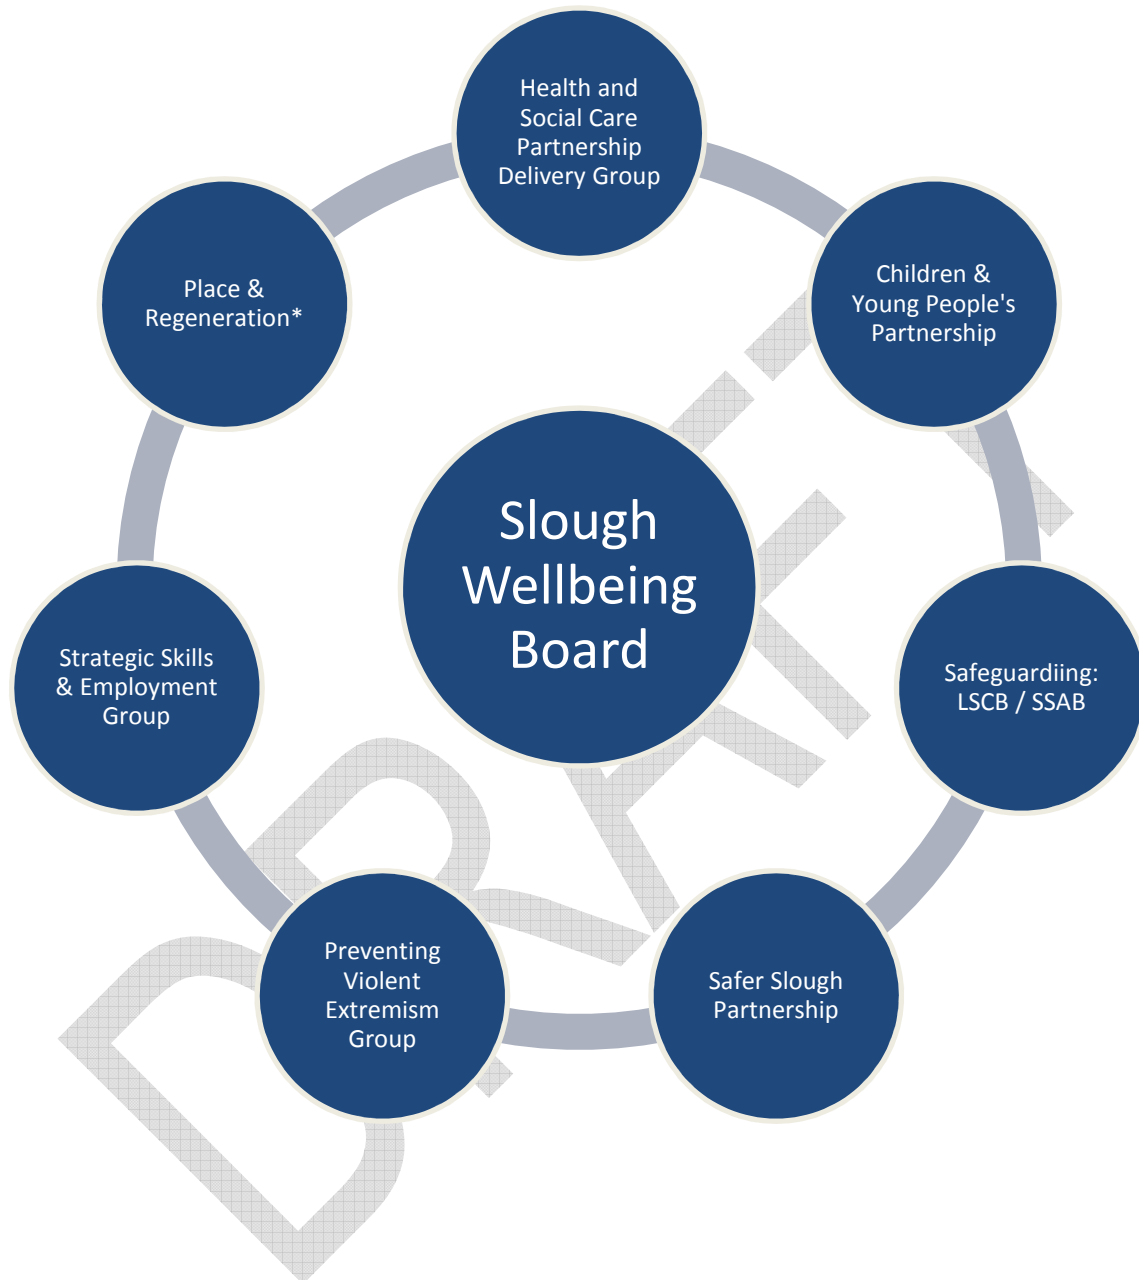 Health and
Social Care
Partnership
Delivery Group
Children &
Young People's
Partnership
Place &
Regeneration*
Slough
Wellbeing
Board
Strategic Skills
& Employment
Group
Safeguardiing:
LSCB / SSAB
Preventing
Violent
Extremism
Group
Safer Slough
Partnership
DRAFT